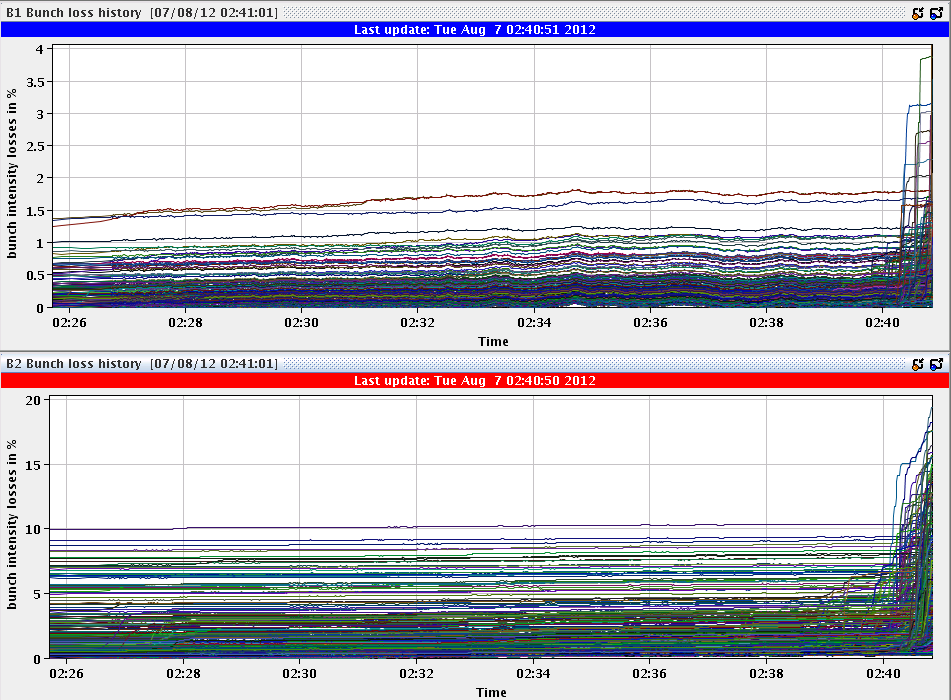 B1 Bunch loss history [07/08/12 02:41:01]
Last update: Tue Aug 7 02:40:51 2012
bunch intensity losses in %
4
3.5
3
2.5
2
1.5
1
0.5
0
02:26 02:28 02:30 02:32 02:34 02:36 02:38 02:40
Time
B2 Bunch loss history [07/08/12 02:41:01]
Last update: Tue Aug 7 02:40:50 2012
bunch intensity losses in %
20
15
10
5
0
02:26 02:28 02:30 02:32 02:34 02:36 02:38 02:40
Time